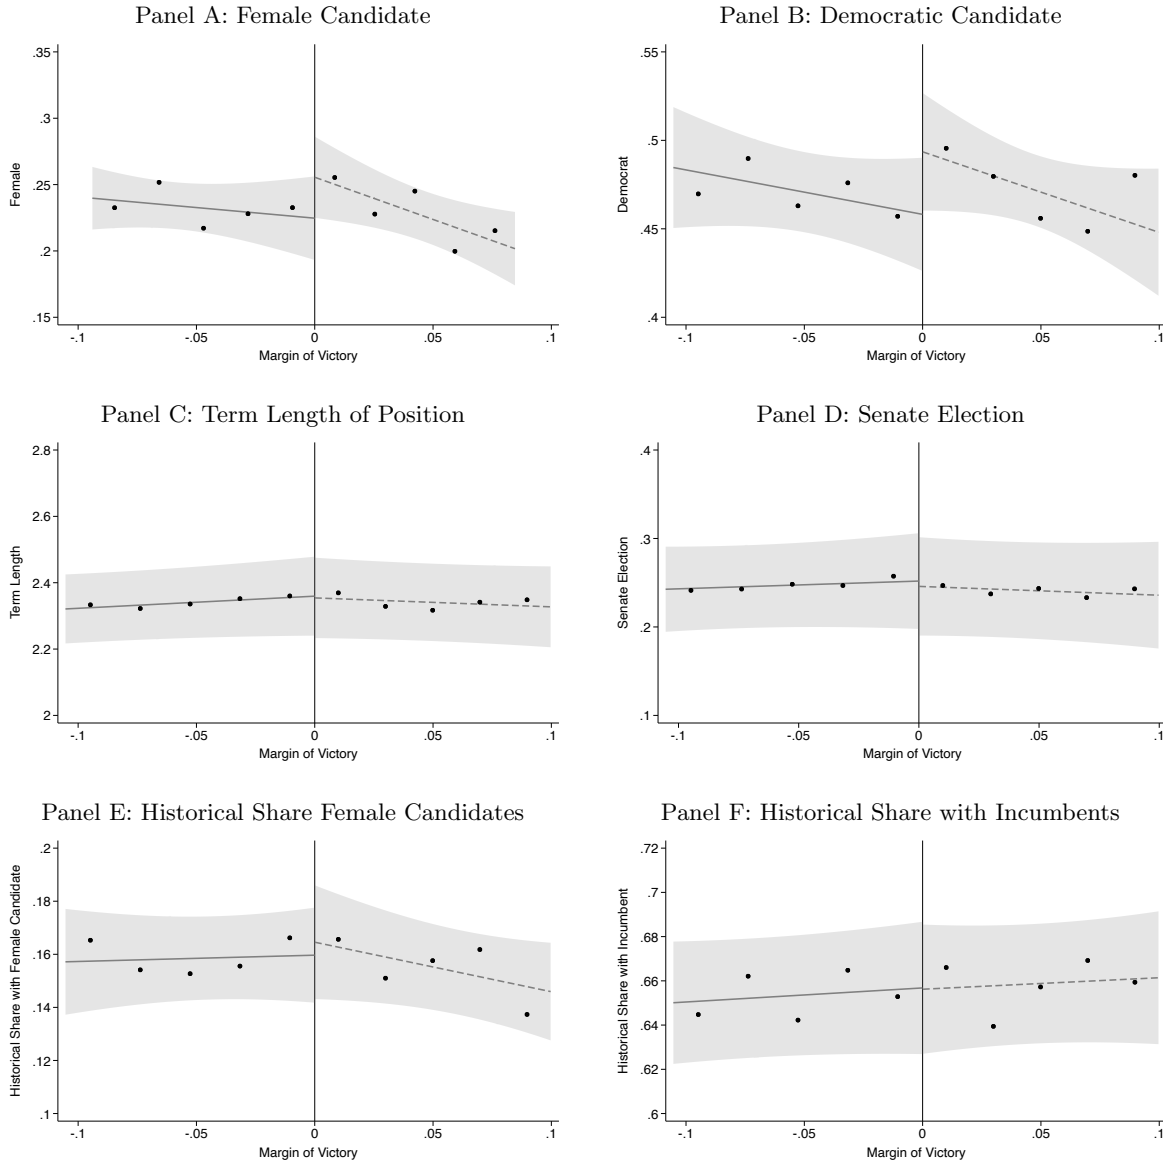 Panel A: Female Candidate
Female
.35
.3
.25
.2
.15
-.1 -.05 0 .05 .1
Margin of Victory
Panel B: Democratic Candidate
Democrat
.55
.5
.45
.4
-.1 -.05 0 .05 .1
Margin of Victory
Panel C: Term Length of Position
Term Length
2.8
2.6
2.4
2.2
2
-.1 -.05 0 .05 .1
Margin of Victory
Panel D: Senate Election
Senate Election
.4
.3
.2
.1
-.1 -.05 0 .05 .1
Margin of Victory
Panel E: Historical Share Female Candidates
Historical Share with Female Candidate
.2
.18
.16
.14
.12
.1
-.1 -.05 0 .05 .1
Margin of Victory
Panel F: Historical Share with Incumbents
Historical Share with Incumbent
.72
.7
.68
.66
.64
.62
.6
-.1 -.05 0 .05 .1
Margin of Victory